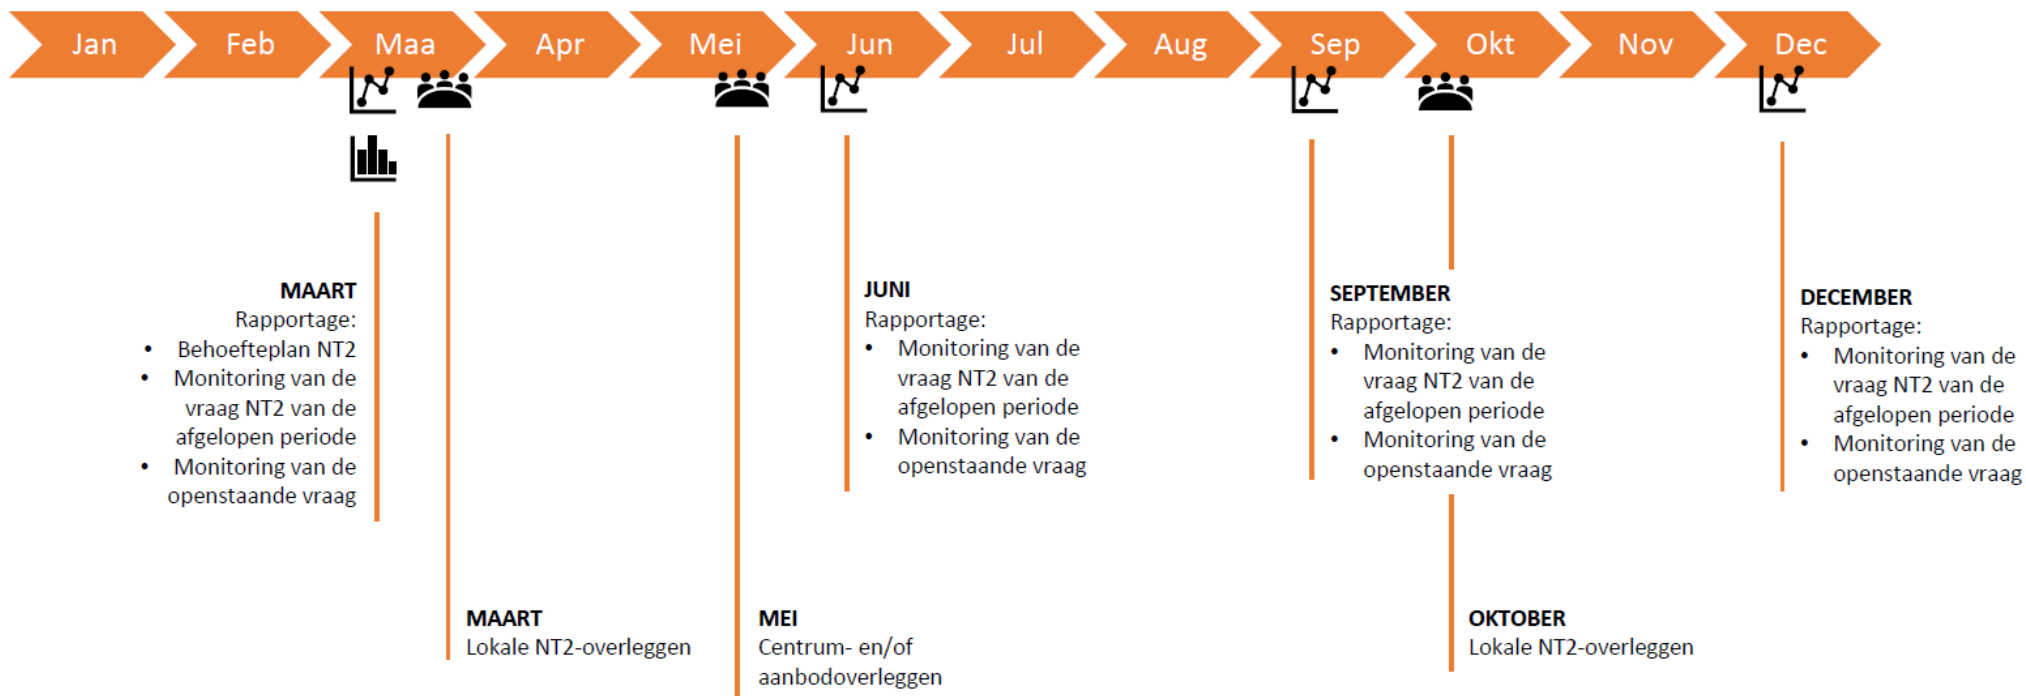 Jan
Feb
Maa
Apr
Mei
Jun
Jul
Aug
Sep
Okt
Nov
Dec
MAART
Rapportage:
• Behoefteplan NT2
• Monitoring van de
vraag NT2 van de
afgelopen periode
• Monitoring van de
openstaande vraag
JUNI
Rapportage:
• Monitoring van de
vraag NT2 van de
afgelopen periode
• Monitoring van de
openstaande vraag
SEPTEMBER
Rapportage:
• Monitoring van de
vraag NT2 van de
afgelopen periode
• Monitoring van de
openstaande vraag
DECEMBER
Rapportage:
• Monitoring van de
vraag NT2 van de
afgelopen periode
• Monitoring van de
openstaande vraag
MAART
Lokale NT2-overleggen
MEI
Centrum- en/of
aanbodoverleggen
OKTOBER
Lokale NT2-overleggen